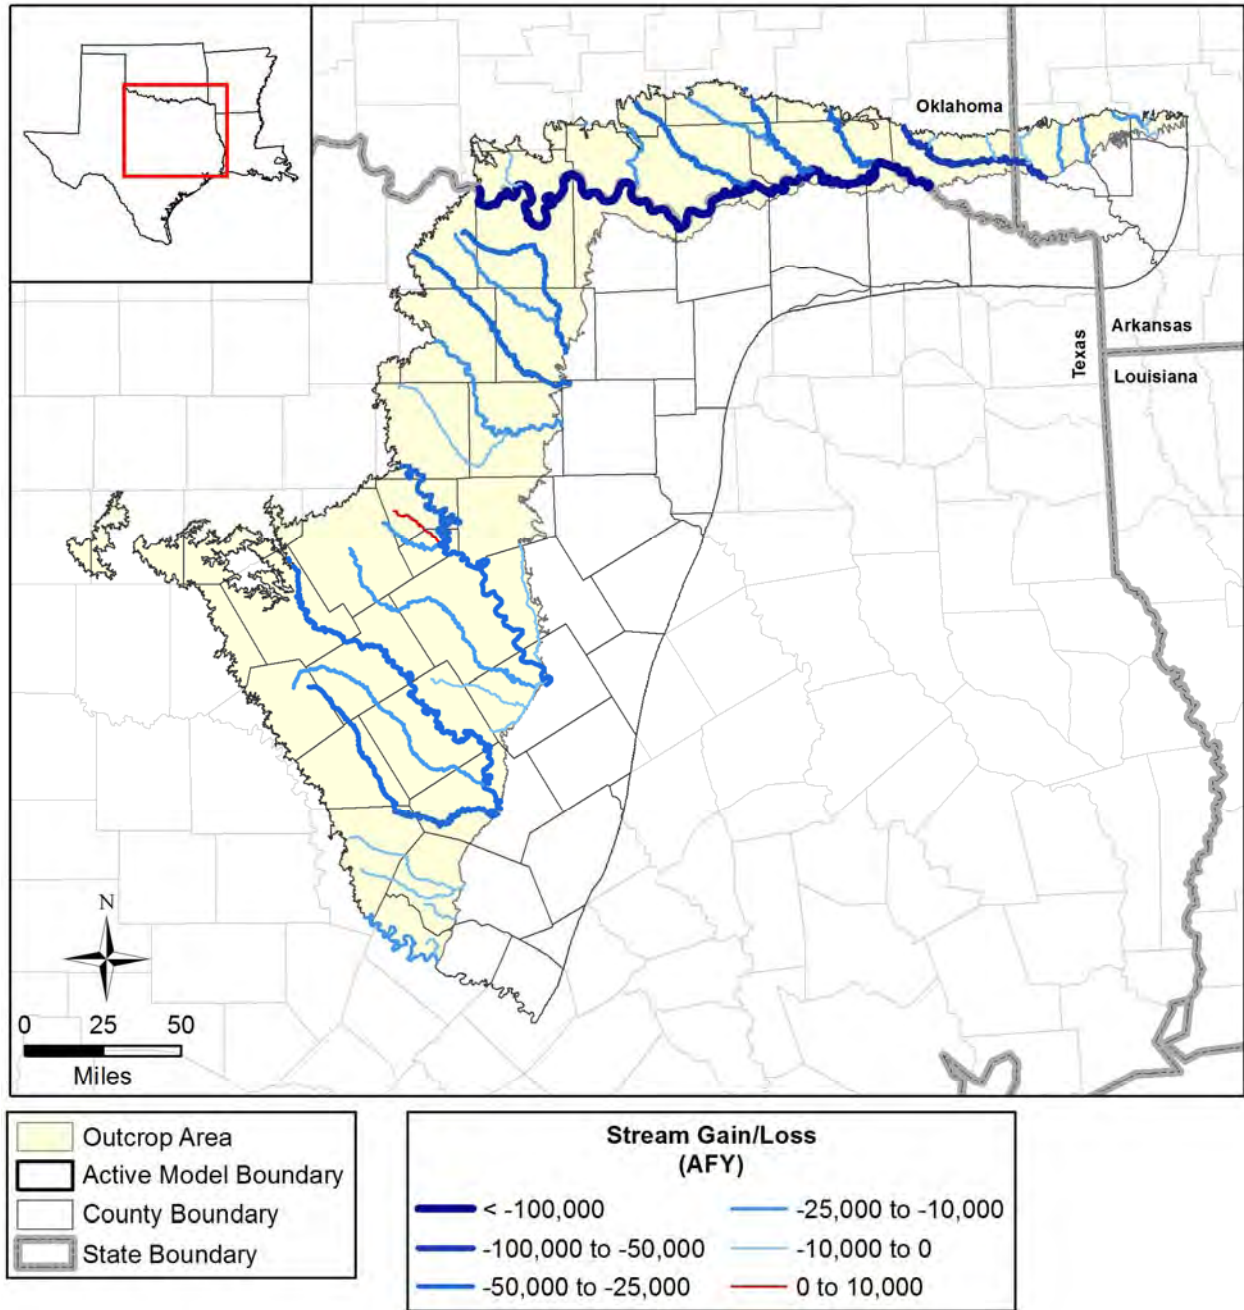 Oklahoma
Arkansas
Texas
Louisiana
N
0 25 50
Miles
Outcrop Area
Active Model Boundary
County Boundary
State Boundary
Stream Gain/Loss
(AFY)
< -100,000
-100,000 to -50,000
-50,000 to -25,000
-25,000 to -10,000
-10,000 to 0
0 to 10,000